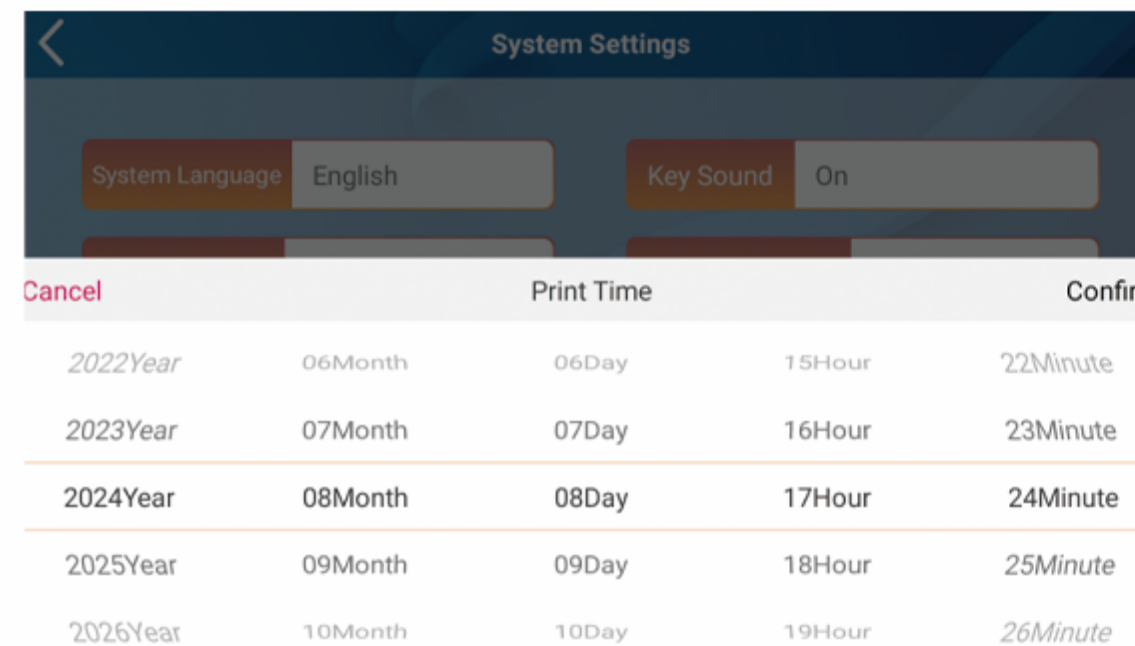 System Settings
System Language English Key Sound On
Cancel Print Time Confir
2022Year 06Month 06Day 15Hour 22Minute
2023Year 07Month 07Day 16Hour 23Minute
2024Year 08Month 08Day 17Hour 24Minute
2025Year 09Month 09Day 18Hour 25Minute
2026Year 10Month 10Day 19Hour 26Minute